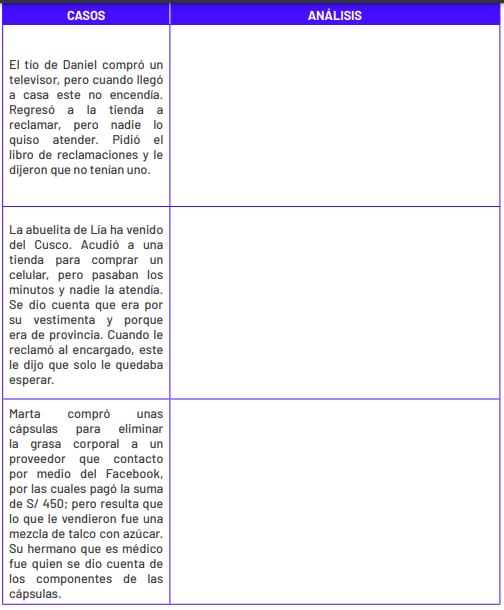 CASOS
ANÁLISIS
El tío de Daniel compró un
televisor, pero cuando llegó
a casa este no encendía.
Regresó a la tienda a
reclamar, pero nadie lo
quiso atender. Pidió el
libro de reclamaciones y le
dijeron que no tenían uno.
La abuelita de Lía ha venido
del Cusco. Acudió a una
tienda para comprar un
celular, pero pasaban los
minutos y nadie la atendía.
Se dio cuenta que era por
su vestimenta y porque
era de provincia. Cuando le
reclamó al encargado, este
le dijo que solo le quedaba
esperar.
Marta compró unas
cápsulas para eliminar
la grasa corporal a un
proveedor que contacto
por medio del Facebook,
por las cuales pagó la suma
de S/ 450; pero resulta que
lo que le vendieron fue una
mezcla de talco con azúcar.
Su hermano que es médico
fue quien se dio cuenta de
los componentes de las
cápsulas.